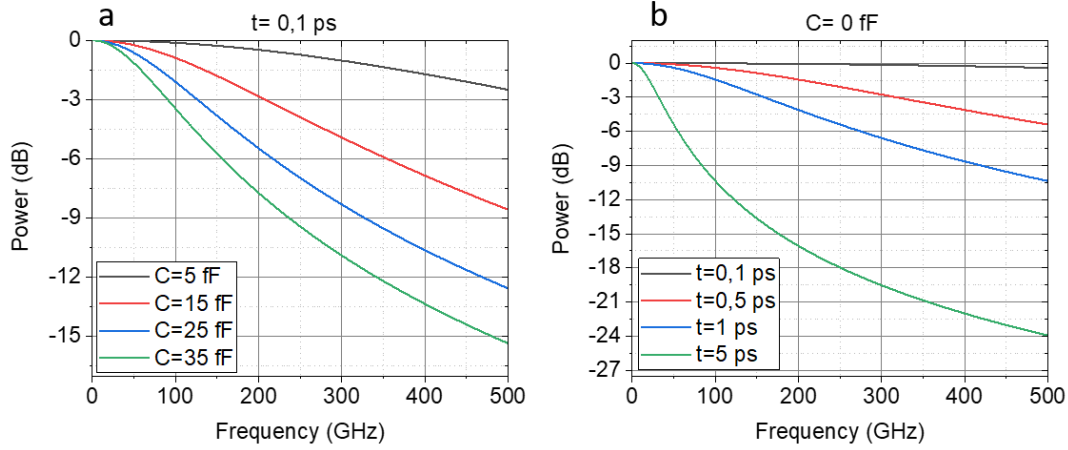 a
t= 0,1 ps
0
-3
-6
-9
-12
-15
Power (dB)
C=5 fF
C=15 fF
C=25 fF
C=35 fF
0 100 200 300 400 500
Frequency (GHz)
b
C= 0 fF
0
-3
-6
-9
-12
-15
-18
-21
-24
-27
Power (dB)
t=0,1 ps
t=0,5 ps
t=1 ps
t=5 ps
0 100 200 300 400 500
Frequency (GHz)